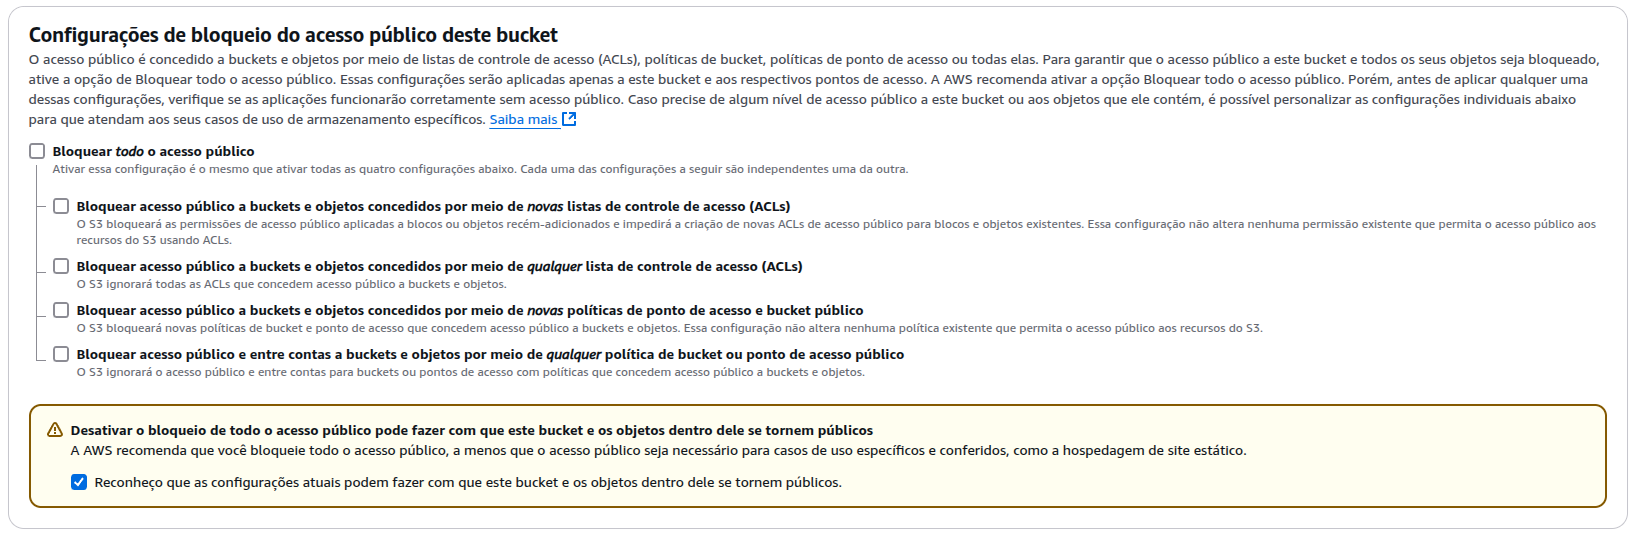 Configurações de bloqueio do acesso público deste bucket
O acesso público é concedido a buckets e objetos por meio de listas de controle de acesso (ACLs), políticas de bucket, políticas de ponto de acesso ou todas elas. Para garantir que o acesso público a este bucket e todos os seus objetos seja bloqueado,
ative a opção de Bloquear todo o acesso público. Essas configurações serão aplicadas apenas a este bucket e aos respectivos pontos de acesso. A AWS recomenda ativar a opção Bloquear todo o acesso público. Porém, antes de aplicar qualquer uma
dessas configurações, verifique se as aplicações funcionarão corretamente sem acesso público. Caso precise de algum nível de acesso público a este bucket ou aos objetos que ele contém, é possível personalizar as configurações individuais abaixo
para que atendam aos seus casos de uso de armazenamento específicos. Saiba mais
Bloquear todo o acesso público
Ativar essa configuração é o mesmo que ativar todas as quatro configurações abaixo. Cada uma das configurações a seguir são independentes uma da outra.
Bloquear acesso público a buckets e objetos concedidos por meio de novas listas de controle de acesso (ACLs)
O S3 bloqueará as permissões de acesso público aplicadas a blocos ou objetos recém-adicionados e impedirá a criação de novas ACLs de acesso público para blocos e objetos existentes. Essa configuração não altera nenhuma permissão existente que permita o acesso público aos
recursos do S3 usando ACLs.
Bloquear acesso público a buckets e objetos concedidos por meio de qualquer lista de controle de acesso (ACLs)
O S3 ignorará todas as ACLs que concedem acesso público a buckets e objetos.
Bloquear acesso público a buckets e objetos concedidos por meio de novas políticas de ponto de acesso e bucket público
O S3 bloqueará novas políticas de bucket e ponto de acesso que concedem acesso público a buckets e objetos. Essa configuração não altera nenhuma política existente que permita o acesso público aos recursos do S3.
Bloquear acesso público e entre contas a buckets e objetos por meio de qualquer política de bucket ou ponto de acesso público
O S3 ignorará o acesso público e entre contas para buckets ou pontos de acesso com políticas que concedem acesso público a buckets e objetos.
Desativar o bloqueio de todo o acesso público pode fazer com que este bucket e os objetos dentro dele se tornem públicos
A AWS recomenda que você bloqueie todo o acesso público, a menos que o acesso público seja necessário para casos de uso específicos e conferidos, como a hospedagem de site estático.
Reconheço que as configurações atuais podem fazer com que este bucket e os objetos dentro dele se tornem públicos.